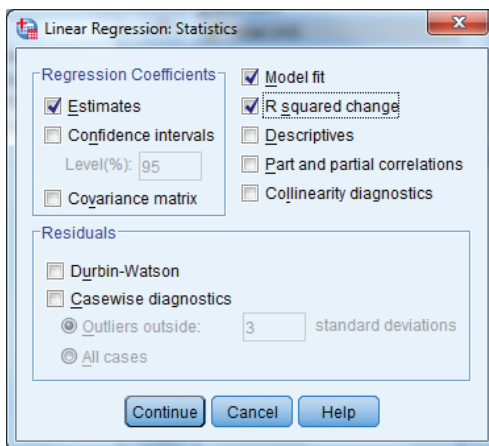 Linear Regression: Statistics
Regression Coefficients
Estimates
Confidence intervals
Level(%): 95
Covariance matrix
Model fit
R squared change
Descriptives
Part and partial correlations
Collinearity diagnostics
Residuals
Durbin-Watson
Casewise diagnostics
Outliers outside: 3 standard deviations
All cases
Continue Cancel Help